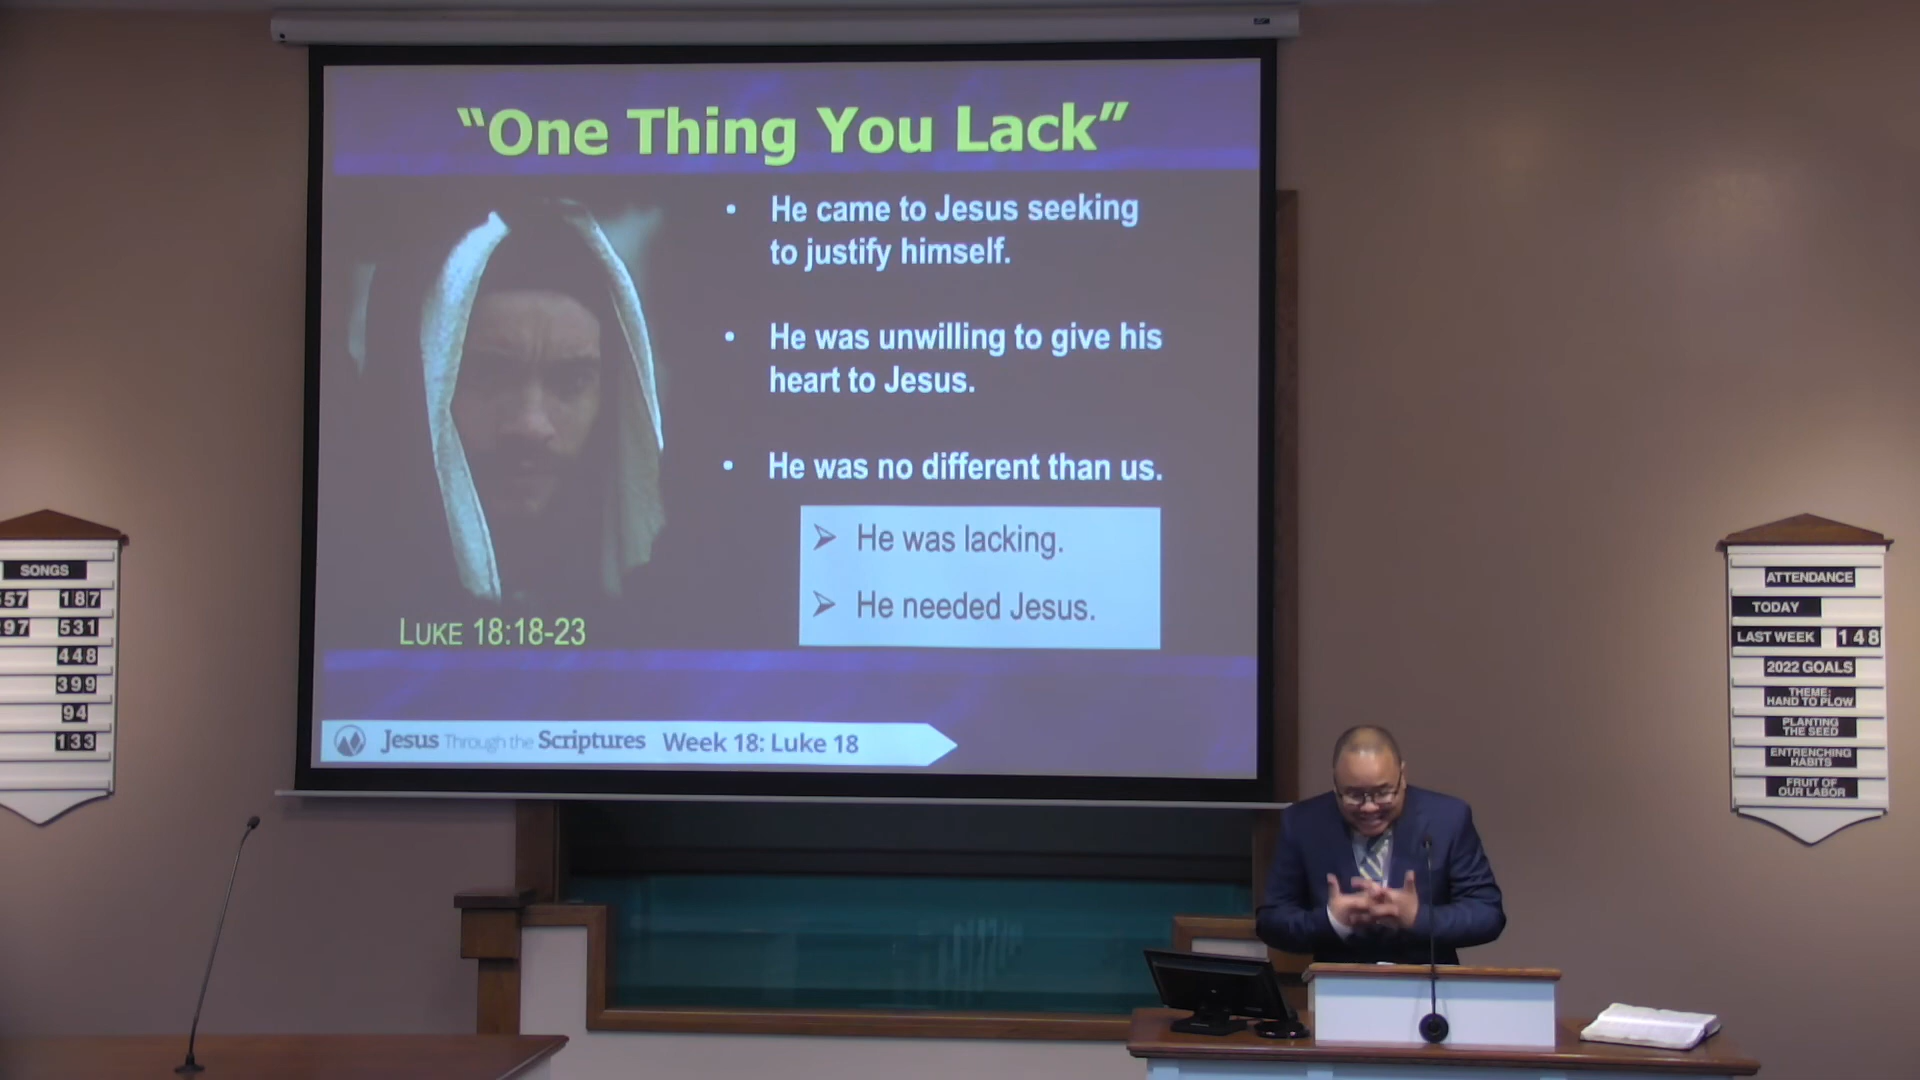 “One Thing You Lack”
• He came to Jesus seeking
to justify himself.
• He was unwilling to give his
heart to Jesus.
• He was no different than us.
➢ He was lacking.
➢ He needed Jesus.
LUKE 18:18-23
Jesus Through the Scriptures Week 18: Luke 18
SONGS
57 187
97 531
448
399
94
133
ATTENDANCE
TODAY
LAST WEEK 148
2022 GOALS
THEME:
HAND TO PLOW
PLANTING
THE SEED
ENTRENCHING
HABITS
FRUIT OF
OUR LABOR